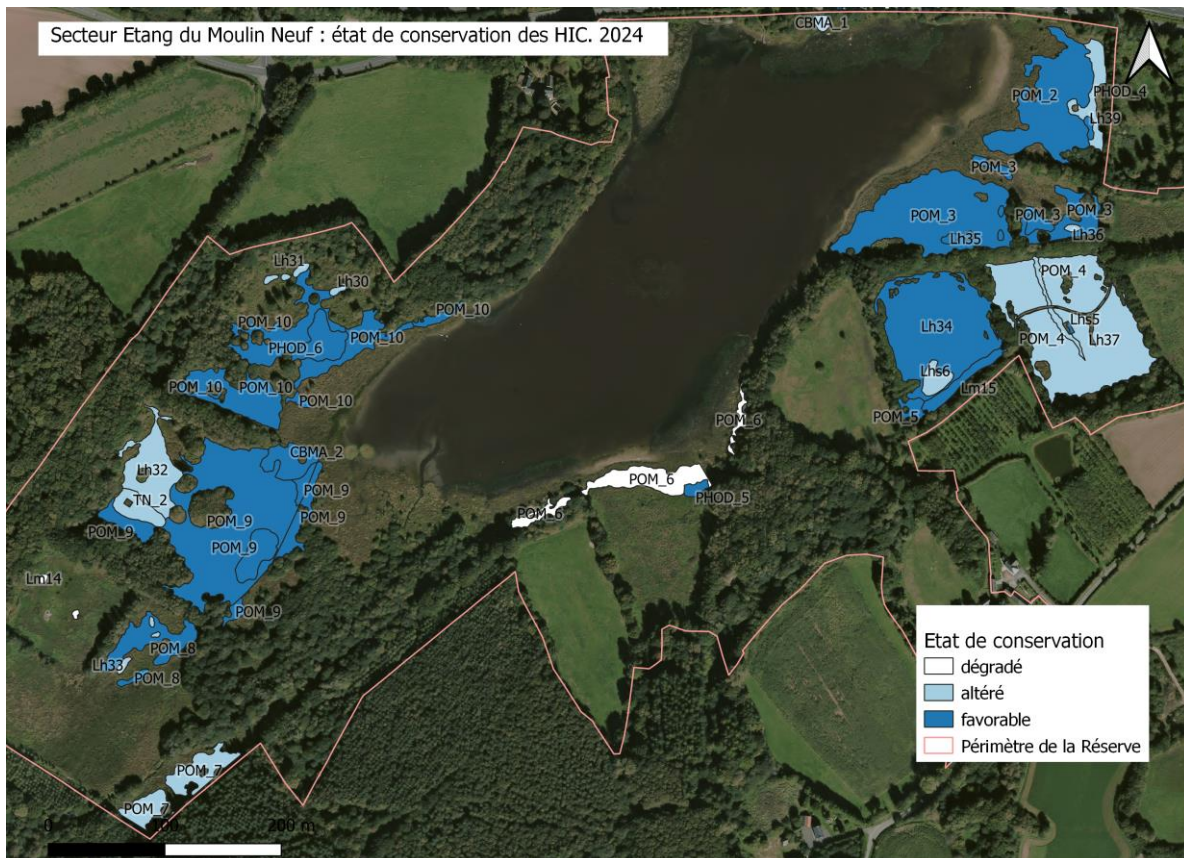 Secteur Etang du Moulin Neuf : état de conservation des HIC. 2024
CBMA_1
POM_2
PHOD_4
Lh39
POM_3
POM_3
POM_3
POM_3
Lh35
Lh36
Lh31
Lh30
POM_10
POM_10
PHOD_6
POM_10
POM_10
POM_10
POM_10
POM_4
Lh34
Lhs5
POM_4
Lh37
Lhs6
Lm15
POM_5
POM_6
CBMA_2
Lh32
TN_2
POM_9
POM_9
POM_9
POM_9
POM_9
POM_9
POM_6
PHOD_5
POM_6
Lm14
POM_8
Lh33
POM_8
POM_7
POM_7
0 100 200 m
Etat de conservation
dégradé
altéré
favorable
Périmètre de la Réserve